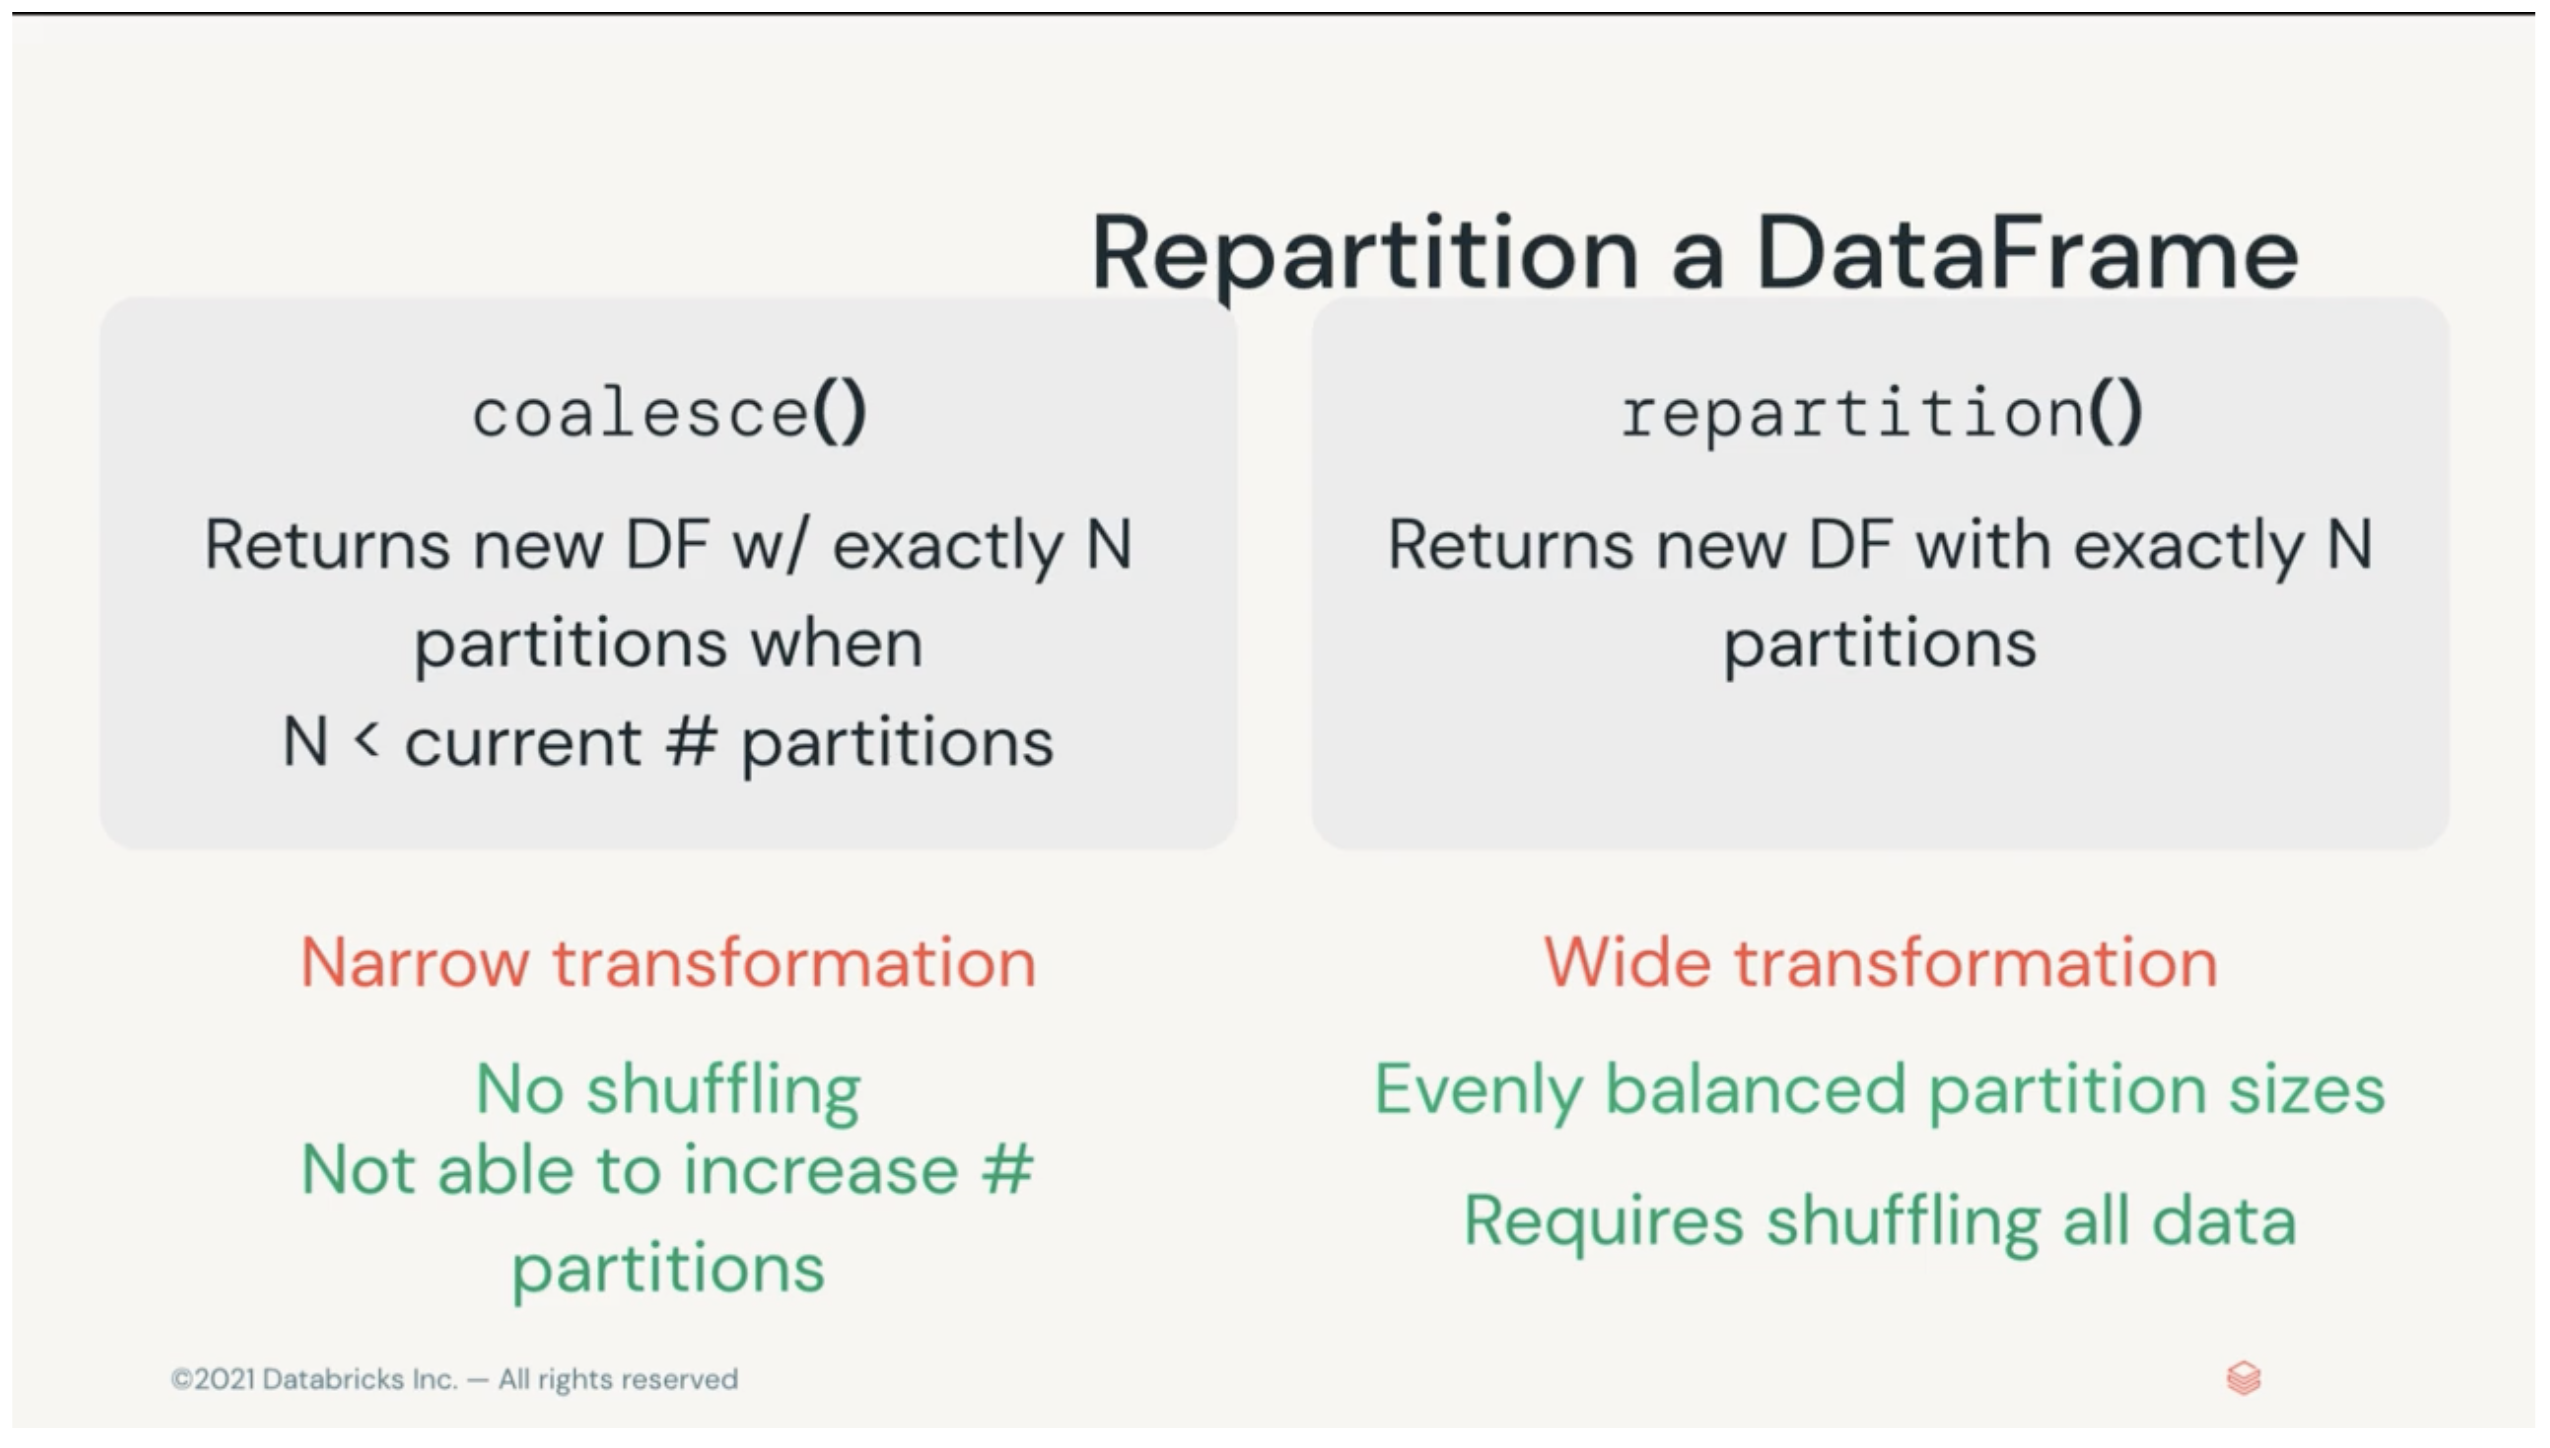 Repartition a DataFrame
coalesce()
Returns new DF w/ exactly N
partitions when
N < current # partitions
Narrow transformation
No shuffling
Not able to increase #
partitions
repartition()
Returns new DF with exactly N
partitions
Wide transformation
Evenly balanced partition sizes
Requires shuffling all data
©2021 Databricks Inc. — All rights reserved